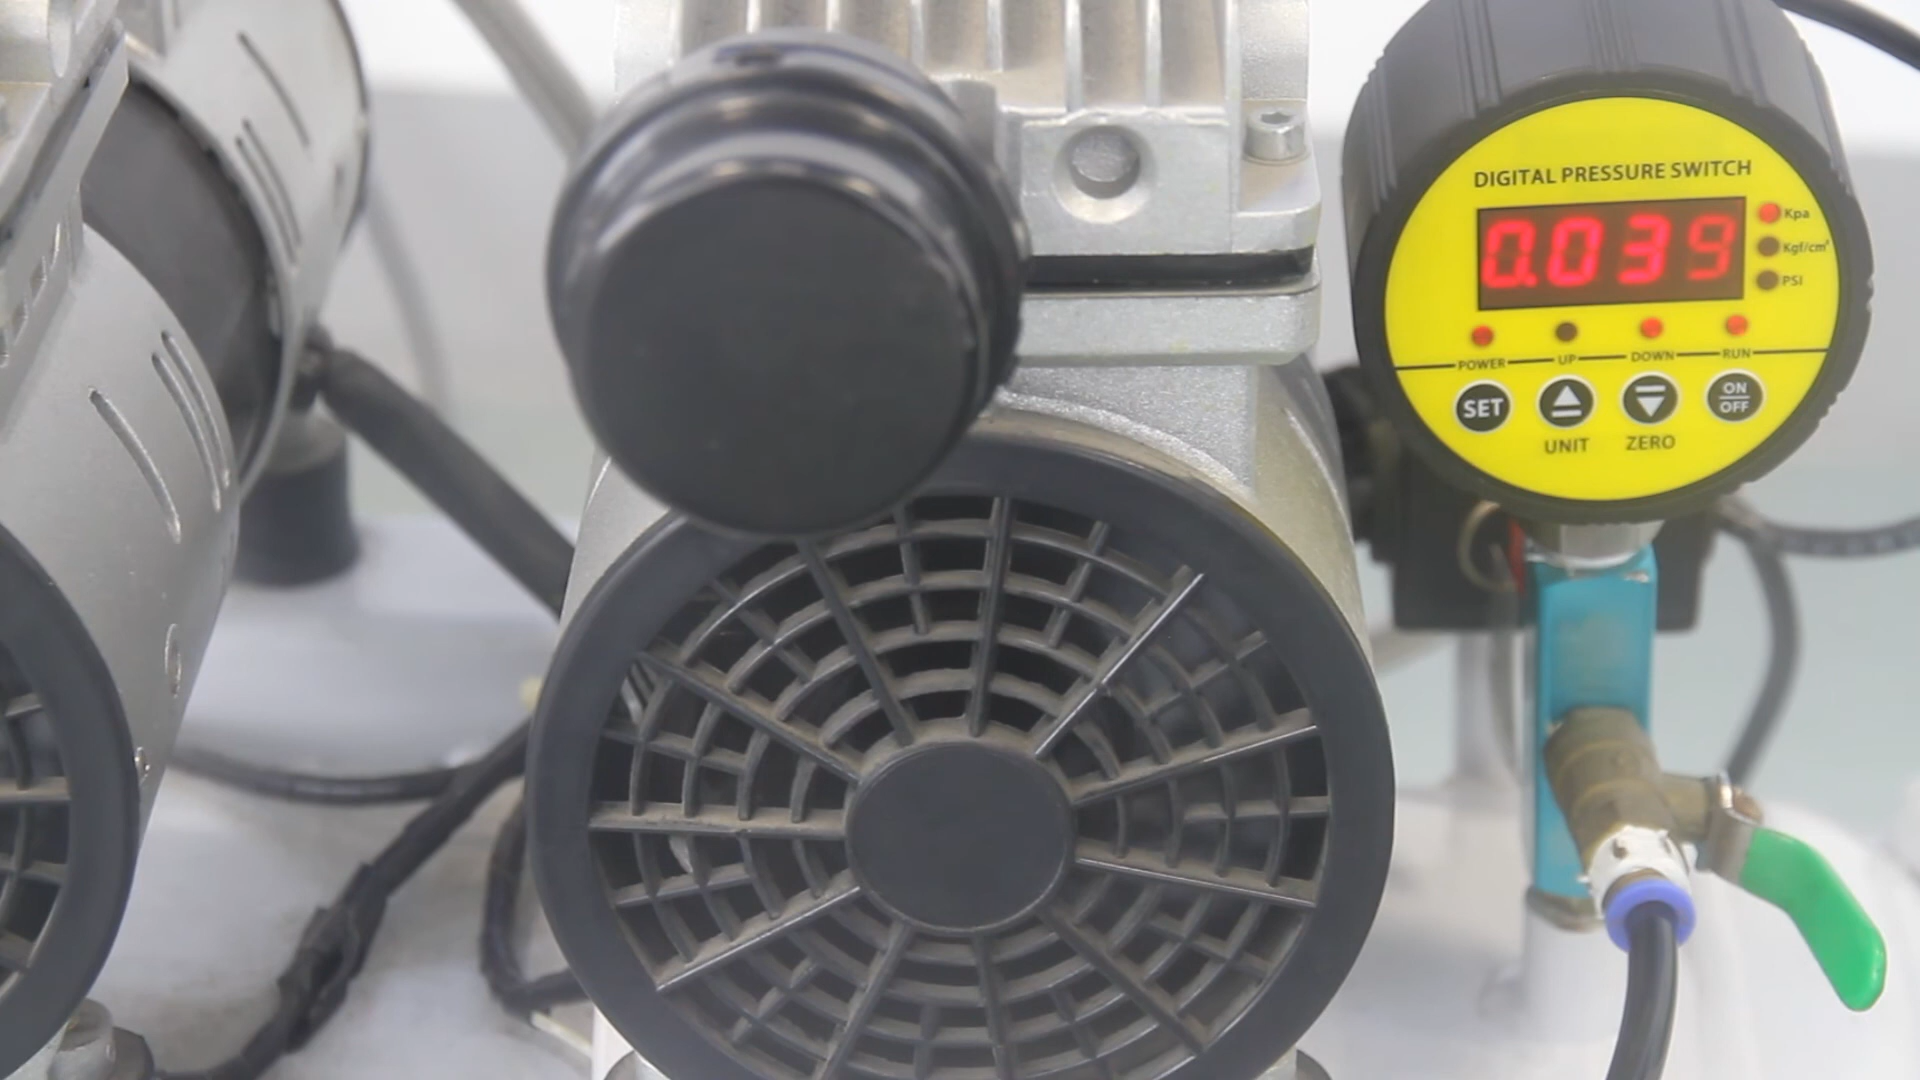 DIGITAL PRESSURE SWITCH
0.039
Kpa
Kgf/cm²
PSI
POWER UP DOWN RUN
SET
ON
OFF
UNIT ZERO